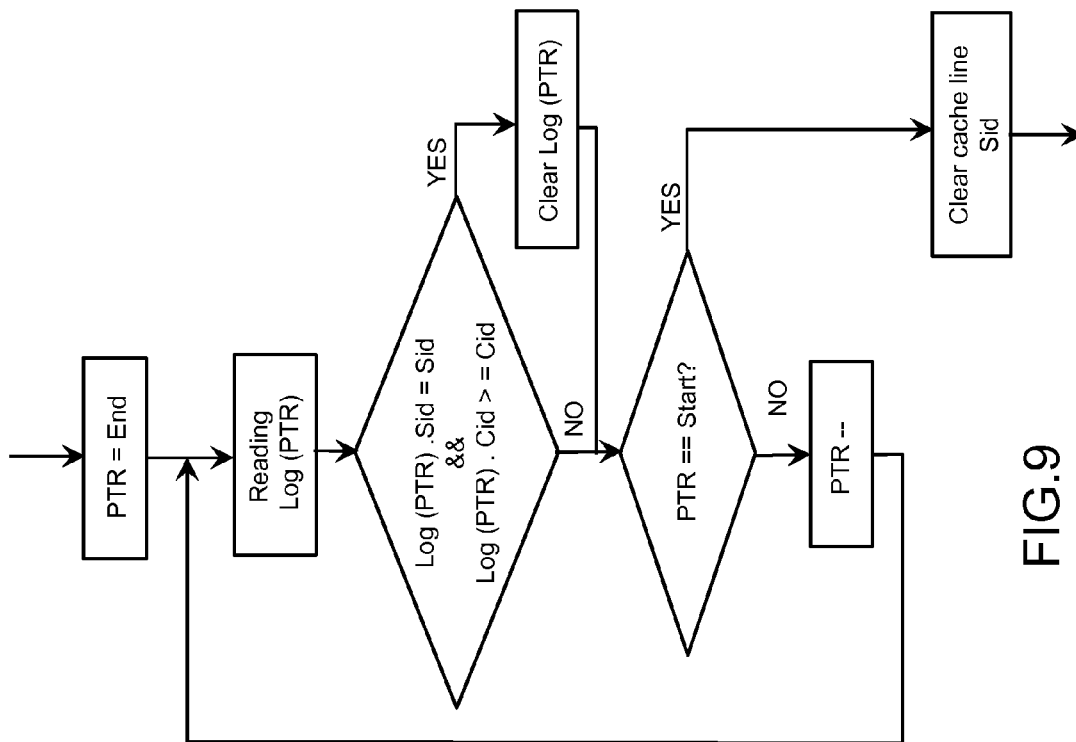 PTR = End
Reading
Log (PTR)
Log (PTR) .Sid = Sid
&&
Log (PTR) . Cid > = Cid
YES
Clear Log (PTR)
NO
PTR == Start?
YES
NO
PTR --
Clear cache line
Sid
FIG.9